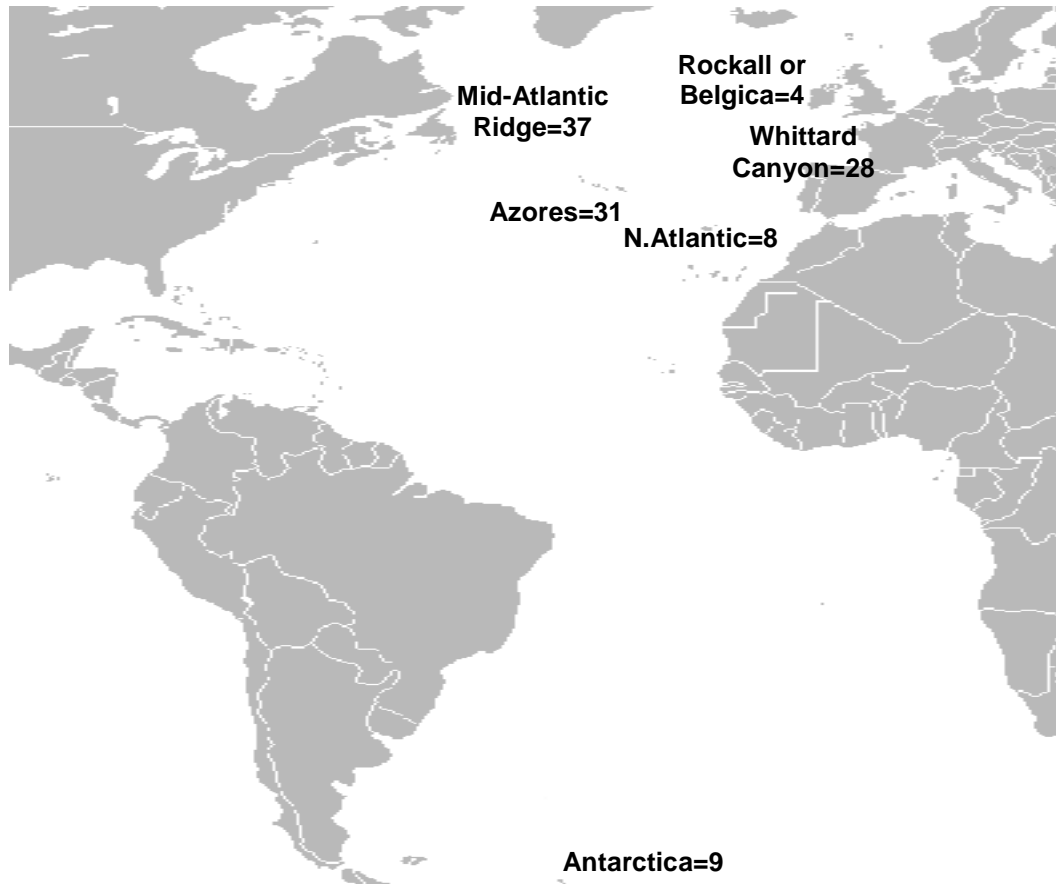 Rockall or
Belgica=4
Mid-Atlantic
Ridge=37
Whittard
Canyon=28
Azores=31
N.Atlantic=8
Antarctica=9